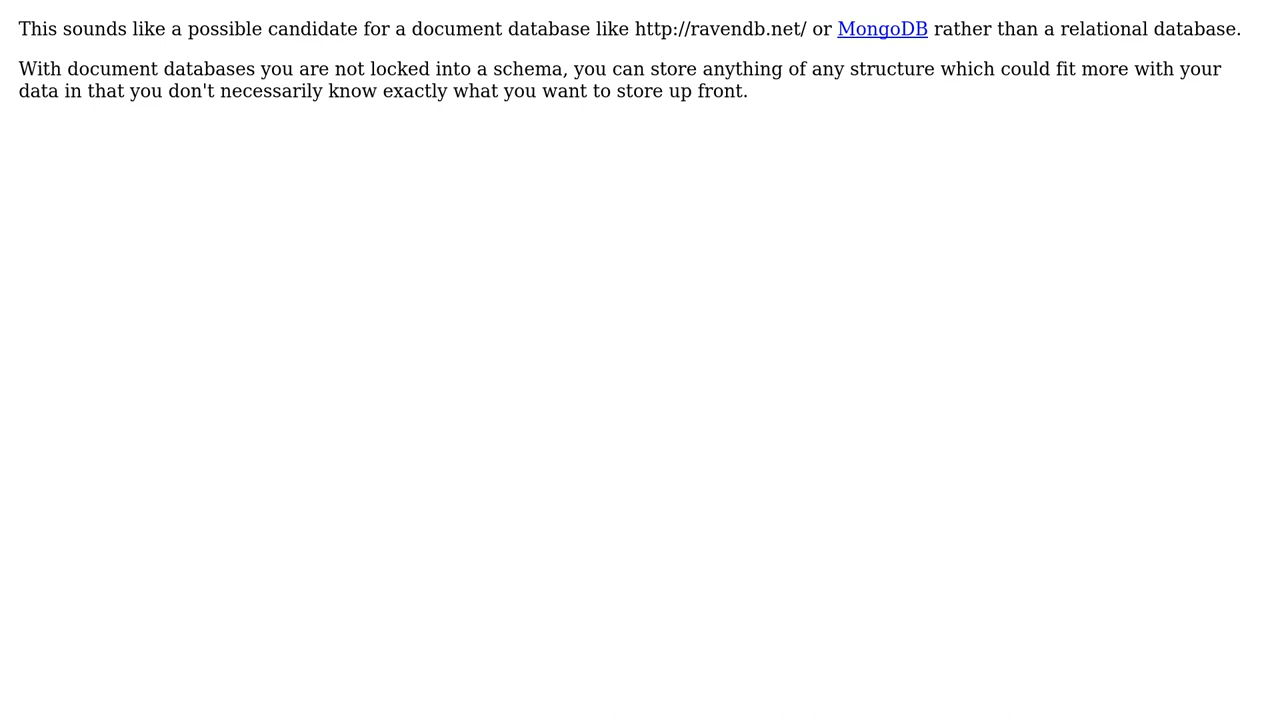 This sounds like a possible candidate for a document database like http://ravendb.net/ or MongoDB rather than a relational database.
With document databases you are not locked into a schema, you can store anything of any structure which could fit more with your
data in that you don't necessarily know exactly what you want to store up front.